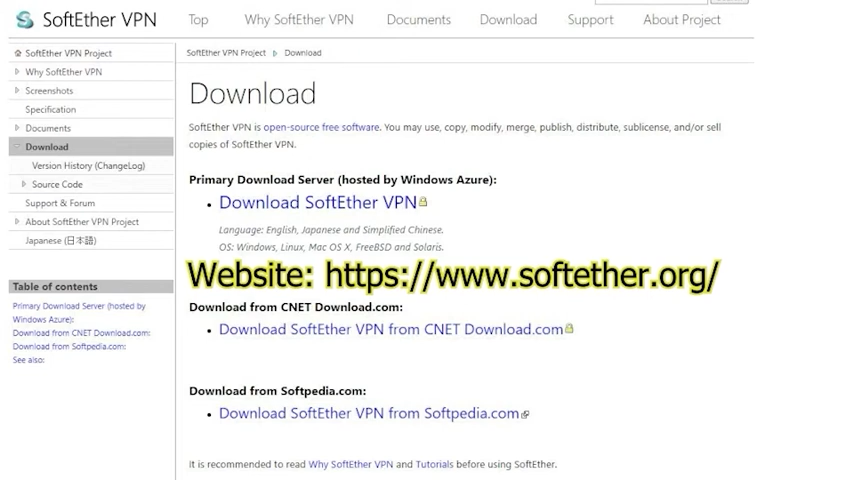 SoftEther VPN
Top Why SoftEther VPN Documents Download Support About Project
SoftEther VPN Project
Why SoftEther VPN
Screenshots
Specification
Documents
Download
Version History (ChangeLog)
Source Code
Support & Forum
About SoftEther VPN Project
Japanese (日本語)
Table of contents
Primary Download Server (hosted by
Windows Azure):
Download from CNET Download.com:
Download from Softpedia.com:
See also:
SoftEther VPN Project Download
Download
SoftEther VPN is open-source free software. You may use, copy, modify, merge, publish, distribute, sublicense, and/or sell
copies of SoftEther VPN.
Primary Download Server (hosted by Windows Azure):
Download SoftEther VPN
Language: English, Japanese and Simplified Chinese.
OS: Windows, Linux, Mac OS X, FreeBSD and Solaris.
Website: https://www.softether.org/
Download from CNET Download.com:
Download SoftEther VPN from CNET Download.com
Download from Softpedia.com:
Download SoftEther VPN from Softpedia.com
It is recommended to read Why SoftEther VPN and Tutorials before using SoftEther.